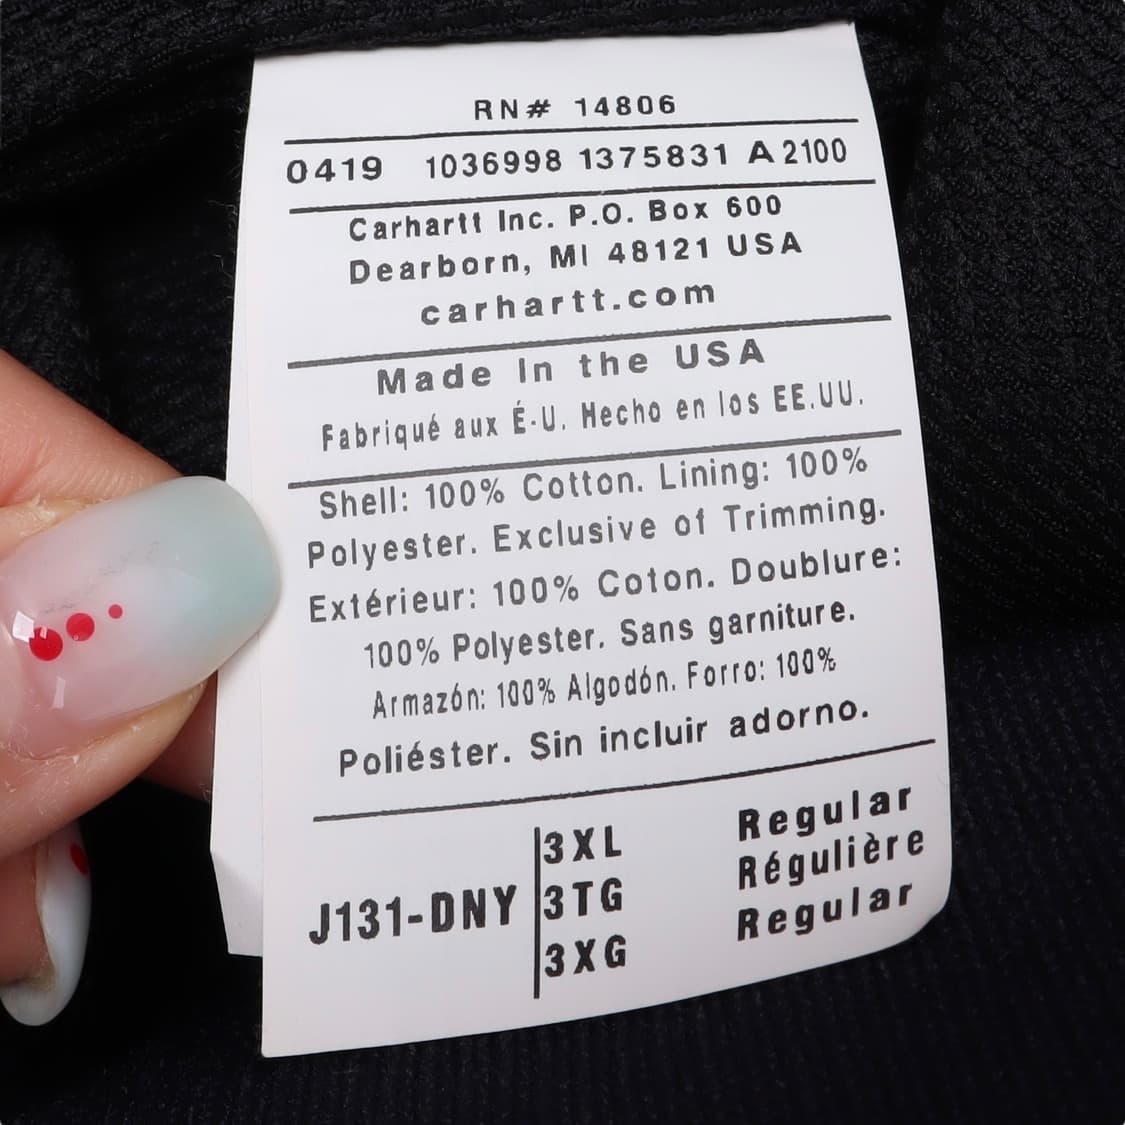 RN# 14806
0419 1036998 1375831 A 2100
Carhartt Inc. P.O. Box 600
Dearborn, MI 48121 USA
carhartt.com
Made In the USA
Fabriqué aux É-U. Hecho en los EE.UU.
Shell: 100% Cotton. Lining: 100%
Polyester. Exclusive of Trimming.
Extérieur: 100% Coton. Doublure:
100% Polyester. Sans garniture.
Armazón: 100% Algodón. Forro: 100%
Poliéster. Sin incluir adorno.
J131-DNY
3XL Regular
3TG Régulière
3XG Regular